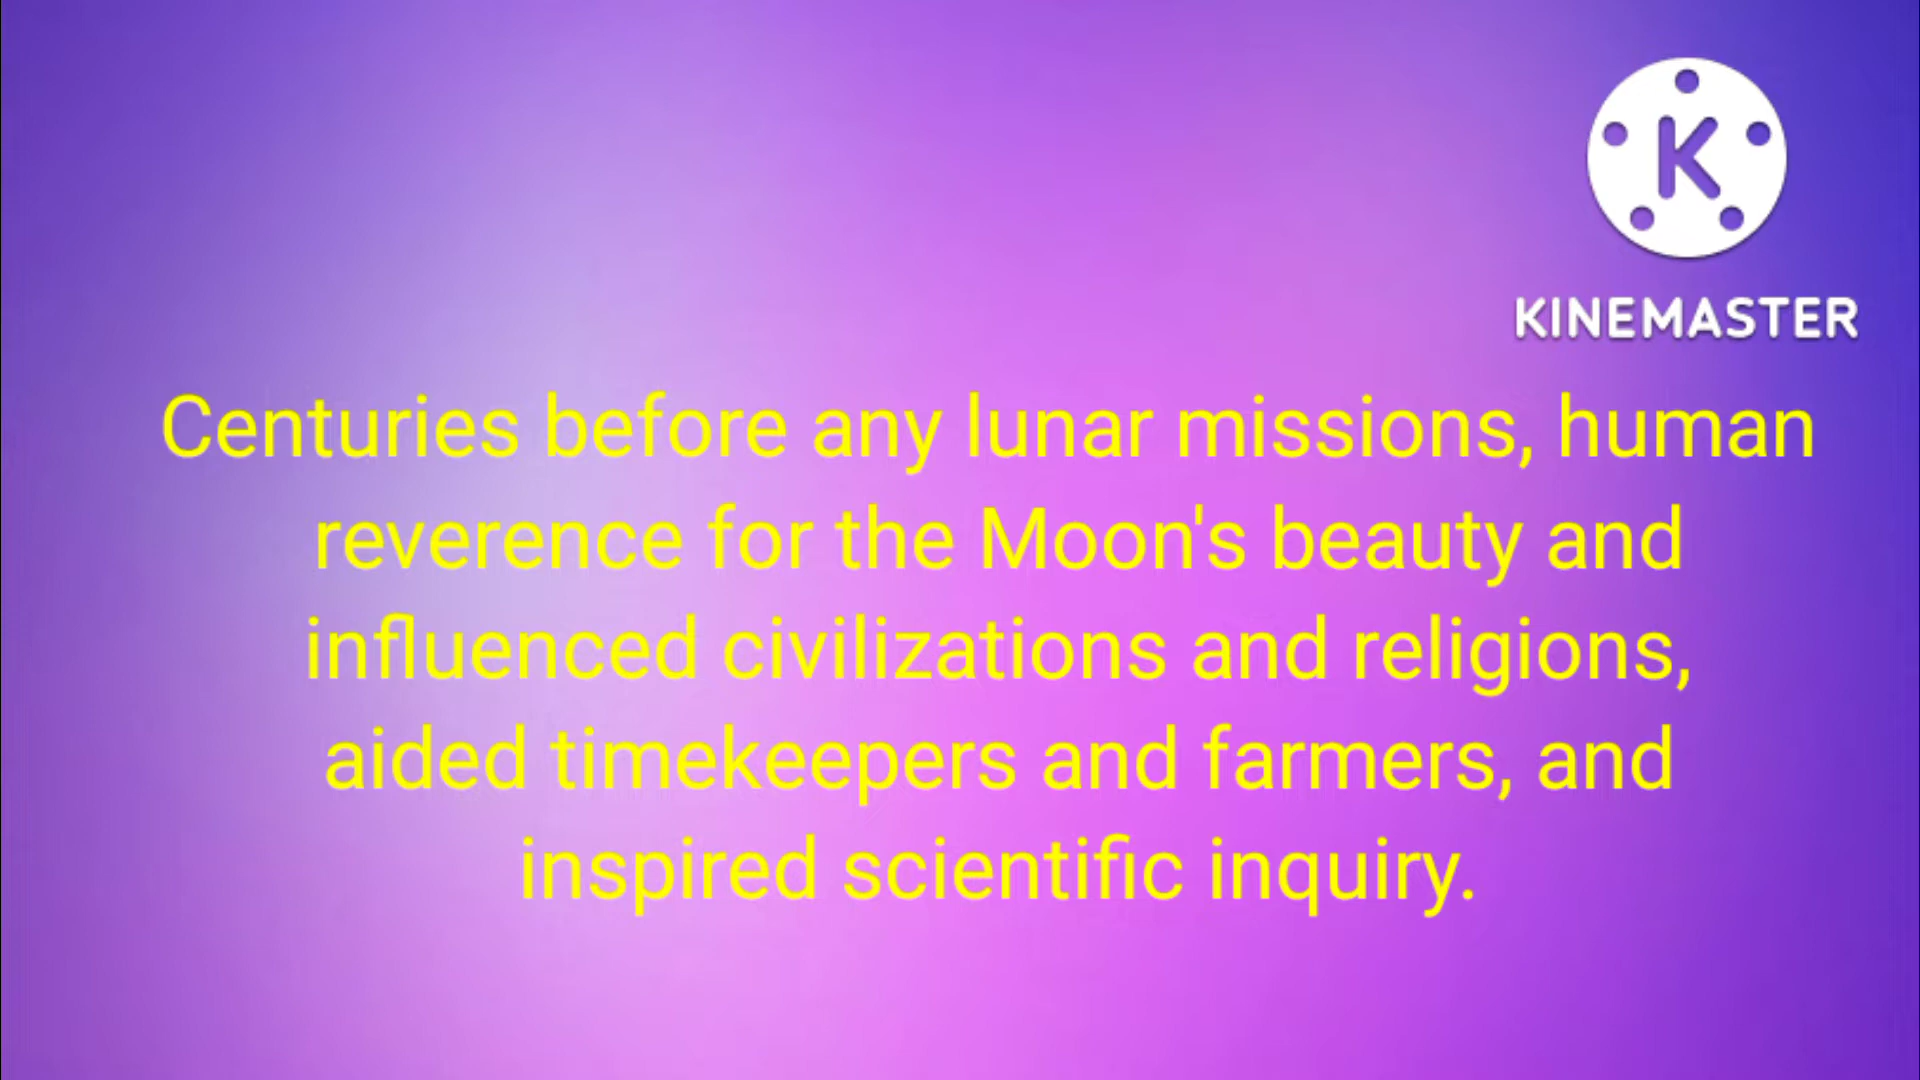 K
KINEMASTER
Centuries before any lunar missions, human
reverence for the Moon's beauty and
influenced civilizations and religions,
aided timekeepers and farmers, and
inspired scientific inquiry.